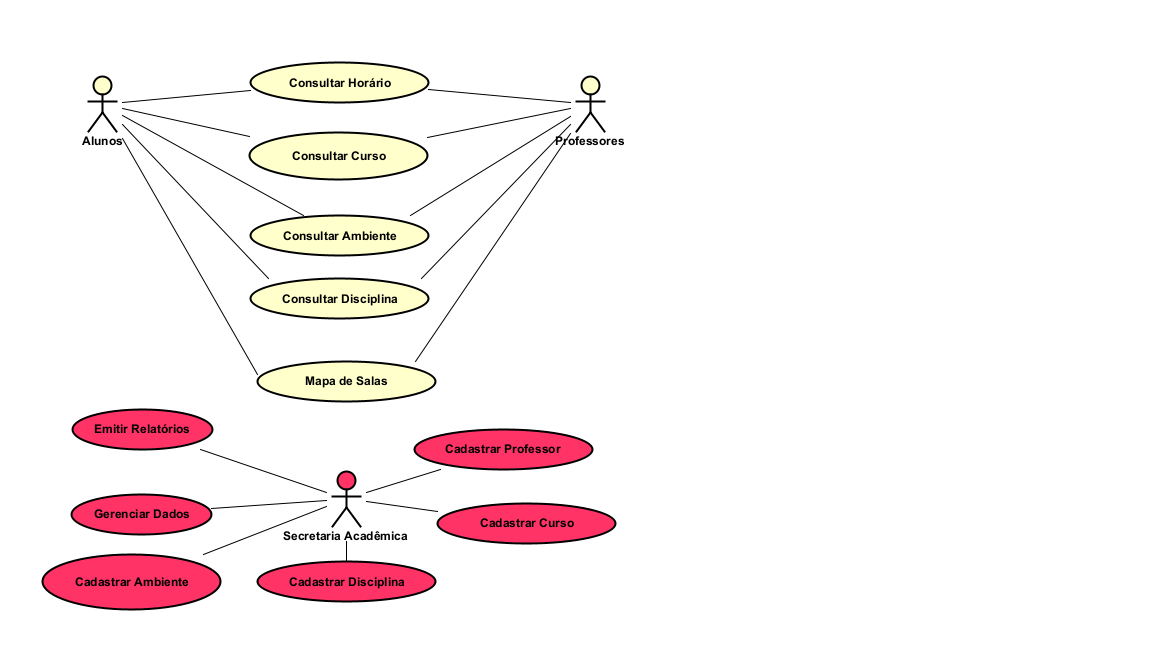 Consultar Horário
Alunos
Professores
Consultar Curso
Consultar Ambiente
Consultar Disciplina
Mapa de Salas
Emitir Relatórios
Cadastrar Professor
Gerenciar Dados
Cadastrar Curso
Secretaria Acadêmica
Cadastrar Ambiente
Cadastrar Disciplina